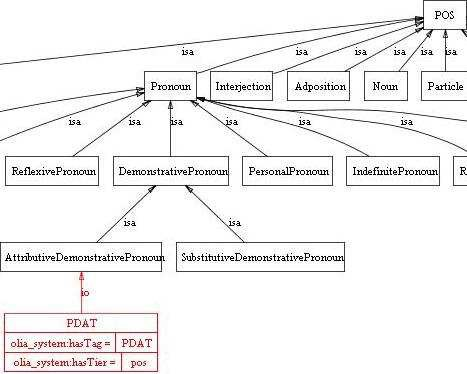 POS
isa
isa isa isa isa isa
Pronoun Interjection Adposition Noun Particle
isa isa isa isa isa
ReflexivePronoun DemonstrativePronoun PersonalPronoun IndefinitePronoun R
isa isa
AttributiveDemonstrativePronoun SubstitutiveDemonstrativePronoun
io
PDAT
olia_system:hasTag = PDAT
olia_system:hasTier = pos